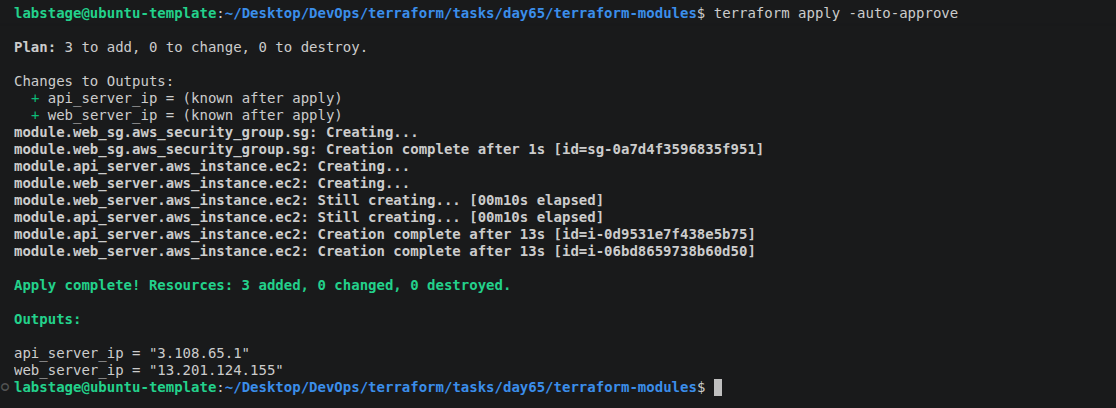 labstage@ubuntu-template:~/Desktop/DevOps/terraform/tasks/day65/terraform-modules$ terraform apply -auto-approve
Plan: 3 to add, 0 to change, 0 to destroy.
Changes to Outputs:
+ api_server_ip = (known after apply)
+ web_server_ip = (known after apply)
module.web_sg.aws_security_group.sg: Creating...
module.web_sg.aws_security_group.sg: Creation complete after 1s [id=sg-0a7d4f3596835f951]
module.api_server.aws_instance.ec2: Creating...
module.web_server.aws_instance.ec2: Creating...
module.web_server.aws_instance.ec2: Still creating... [00m10s elapsed]
module.api_server.aws_instance.ec2: Still creating... [00m10s elapsed]
module.api_server.aws_instance.ec2: Creation complete after 13s [id=i-0d9531e7f438e5b75]
module.web_server.aws_instance.ec2: Creation complete after 13s [id=i-06bd8659738b60d50]
Apply complete! Resources: 3 added, 0 changed, 0 destroyed.
Outputs:
api_server_ip = "3.108.65.1"
web_server_ip = "13.201.124.155"
labstage@ubuntu-template:~/Desktop/DevOps/terraform/tasks/day65/terraform-modules$